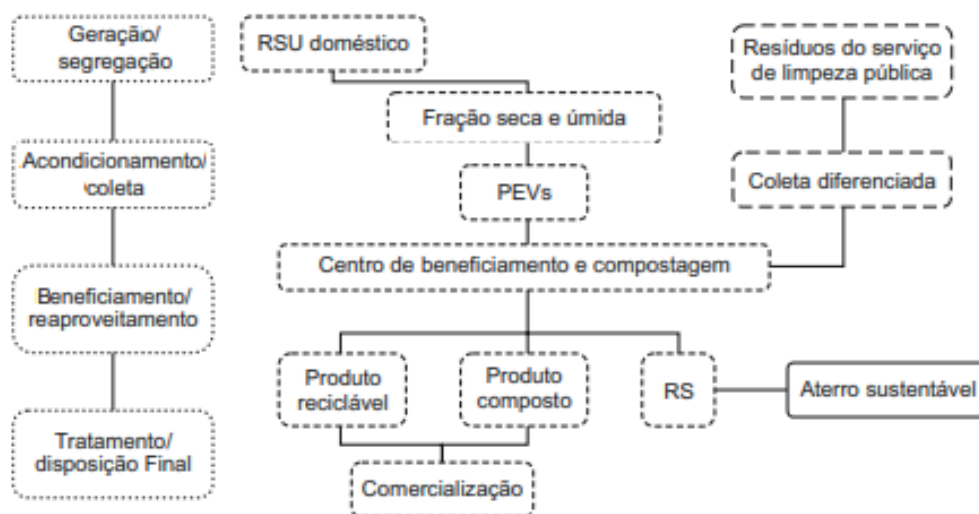 Geração/
segregação
RSU doméstico
Resíduos do serviço
de limpeza pública
Fração seca e úmida
Acondicionamento/
coleta
PEVs
Coleta diferenciada
Centro de beneficiamento e compostagem
Beneficiamento/
reaproveitamento
Produto
reciclável
Produto
composto
RS
Aterro sustentável
Tratamento/
disposição Final
Comercialização